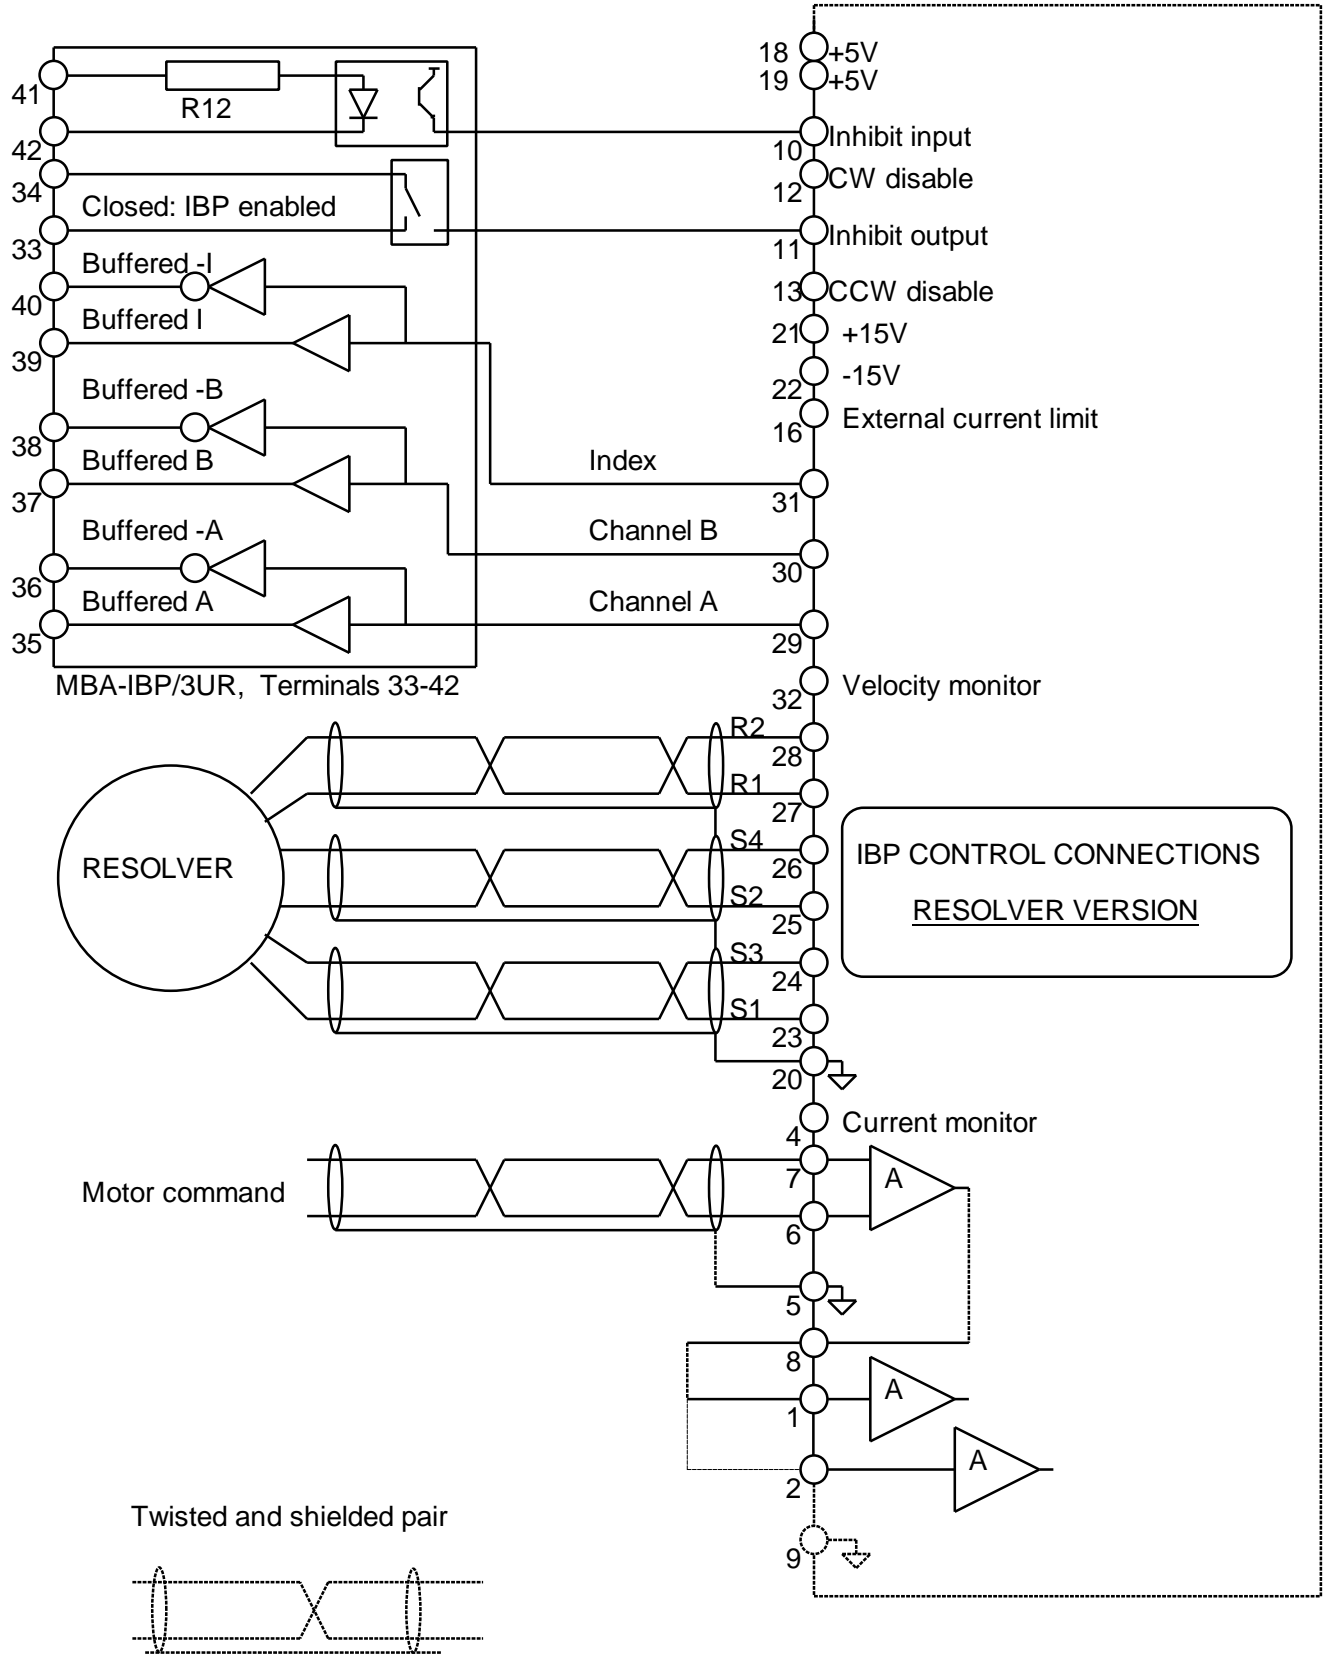 18 +5V
19 +5V
41
R12
42
10 Inhibit input
34
12 CW disable
Closed: IBP enabled
33
11 Inhibit output
Buffered -I
40
13 CCW disable
Buffered I
21 +15V
39
22 -15V
Buffered -B
16 External current limit
38
Buffered B
Index
37
31
Buffered -A
Channel B
36
30
Buffered A
Channel A
35
29
MBA-IBP/3UR, Terminals 33-42
32 Velocity monitor
R2
28
R1
27
S4
26
RESOLVER
IBP CONTROL CONNECTIONS
S2
25
RESOLVER VERSION
S3
24
S1
23
20
4 Current monitor
7
A
Motor command
6
5
8
1
A
2
A
Twisted and shielded pair
9